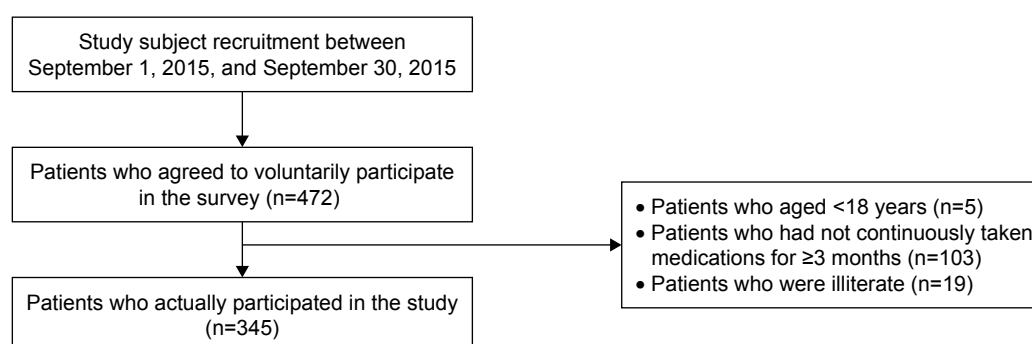 Study subject recruitment between
September 1, 2015, and September 30, 2015
Patients who agreed to voluntarily participate
in the survey (n=472)
• Patients who aged <18 years (n=5)
• Patients who had not continuously taken
medications for ≥3 months (n=103)
• Patients who were illiterate (n=19)
Patients who actually participated in the study
(n=345)